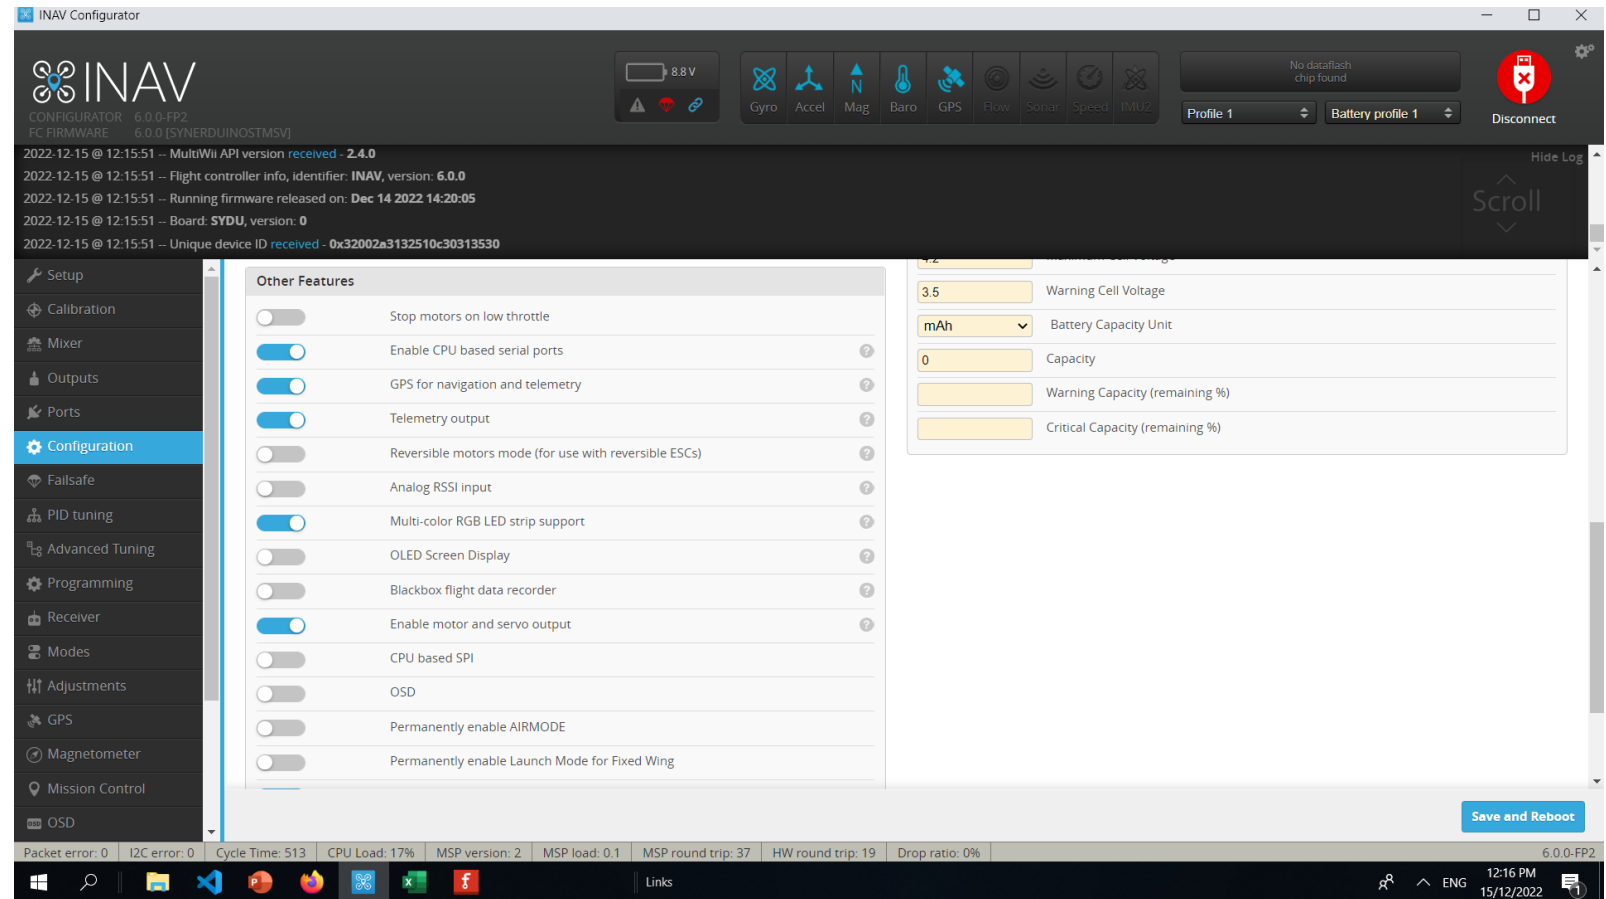 INAV Configurator
INAV
CONFIGURATOR 6.0.0-FP2
FC FIRMWARE 6.0.0 [SYNERDUINOSTMSV]
8.8 V
Gyro
Accel
N
Mag
Baro
GPS
Flow
Sonar
Speed
IMU2
No dataflash
chip found
Profile 1
Battery profile 1
Disconnect
2022-12-15 @ 12:15:51 -- MultiWii API version received - 2.4.0
2022-12-15 @ 12:15:51 -- Flight controller info, identifier: INAV, version: 6.0.0
2022-12-15 @ 12:15:51 -- Running firmware released on: Dec 14 2022 14:20:05
2022-12-15 @ 12:15:51 -- Board: SYDU, version: 0
2022-12-15 @ 12:15:51 -- Unique device ID received - 0x32002a3132510c30313530
Hide Log
Scroll
Setup
Calibration
Mixer
Outputs
Ports
Configuration
Failsafe
PID tuning
Advanced Tuning
Programming
Receiver
Modes
Adjustments
GPS
Magnetometer
Mission Control
OSD
Other Features
Stop motors on low throttle
Enable CPU based serial ports
GPS for navigation and telemetry
Telemetry output
Reversible motors mode (for use with reversible ESCs)
Analog RSSI input
Multi-color RGB LED strip support
OLED Screen Display
Blackbox flight data recorder
Enable motor and servo output
CPU based SPI
OSD
Permanently enable AIRMODE
Permanently enable Launch Mode for Fixed Wing
4.2 Maximum Cell Voltage
3.5 Warning Cell Voltage
mAh Battery Capacity Unit
0 Capacity
Warning Capacity (remaining %)
Critical Capacity (remaining %)
Save and Reboot
Packet error: 0 I2C error: 0 Cycle Time: 513 CPU Load: 17% MSP version: 2 MSP load: 0.1 MSP round trip: 37 HW round trip: 19 Drop ratio: 0% 6.0.0-FP2
Links
ENG
12:16 PM
15/12/2022
1